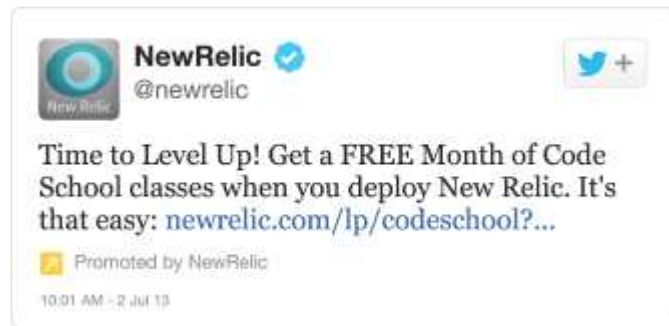 NewRelic
@newrelic
New Relic
+
Time to Level Up! Get a FREE Month of Code
School classes when you deploy New Relic. It's
that easy: newrelic.com/lp/codeschool?...
Promoted by NewRelic
10:01 AM - 2 Jul 13